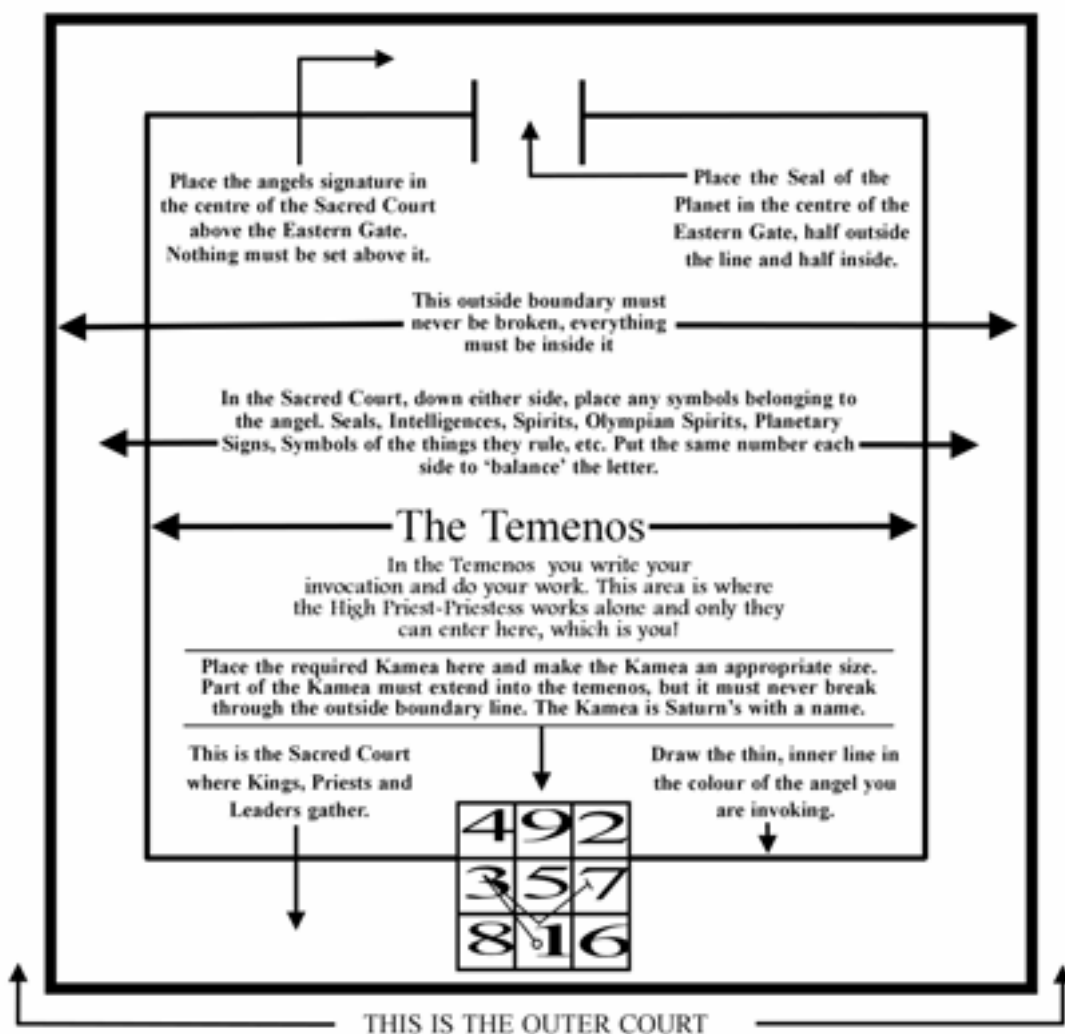 Place the angels signature in
the centre of the Sacred Court
above the Eastern Gate.
Nothing must be set above it.
Place the Seal of the
Planet in the centre of the
Eastern Gate, half outside
the line and half inside.
This outside boundary must
never be broken, everything
must be inside it
In the Sacred Court, down either side, place any symbols belonging to
the angel. Seals, Intelligences, Spirits, Olympian Spirits, Planetary
Signs, Symbols of the things they rule, etc. Put the same number each
side to ‘balance’ the letter.
The Temenos
In the Temenos you write your
invocation and do your work. This area is where
the High Priest-Priestess works alone and only they
can enter here, which is you!
Place the required Kamea here and make the Kamea an appropriate size.
Part of the Kamea must extend into the temenos, but it must never break
through the outside boundary line. The Kamea is Saturn’s with a name.
This is the Sacred Court
where Kings, Priests and
Leaders gather.
Draw the thin, inner line in
the colour of the angel you
are invoking.
4 9 2
3 5 7
8 1 6
THIS IS THE OUTER COURT